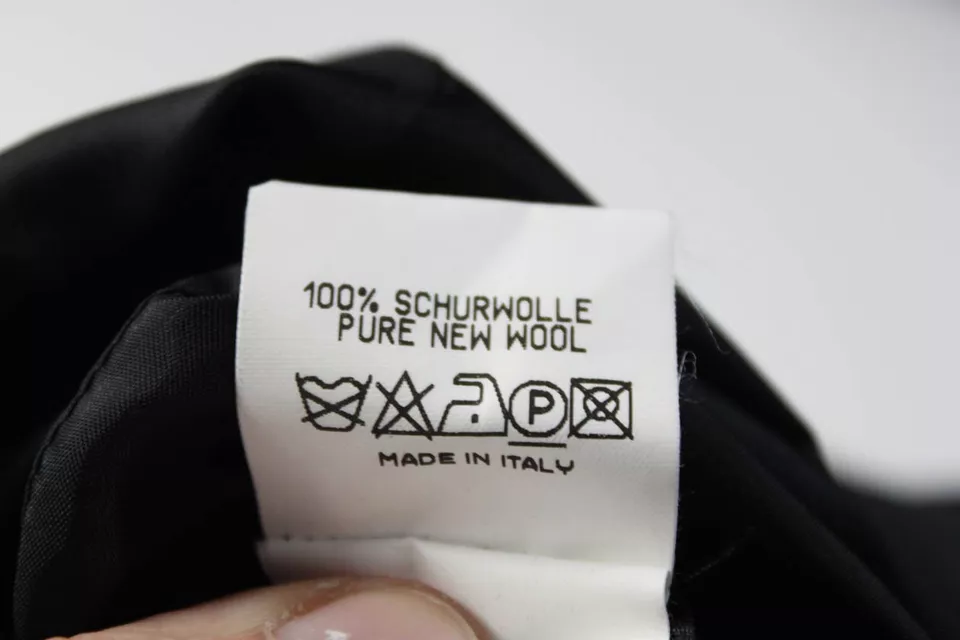 100% SCHURWOLLE
PURE NEW WOOL
P
MADE IN ITALY